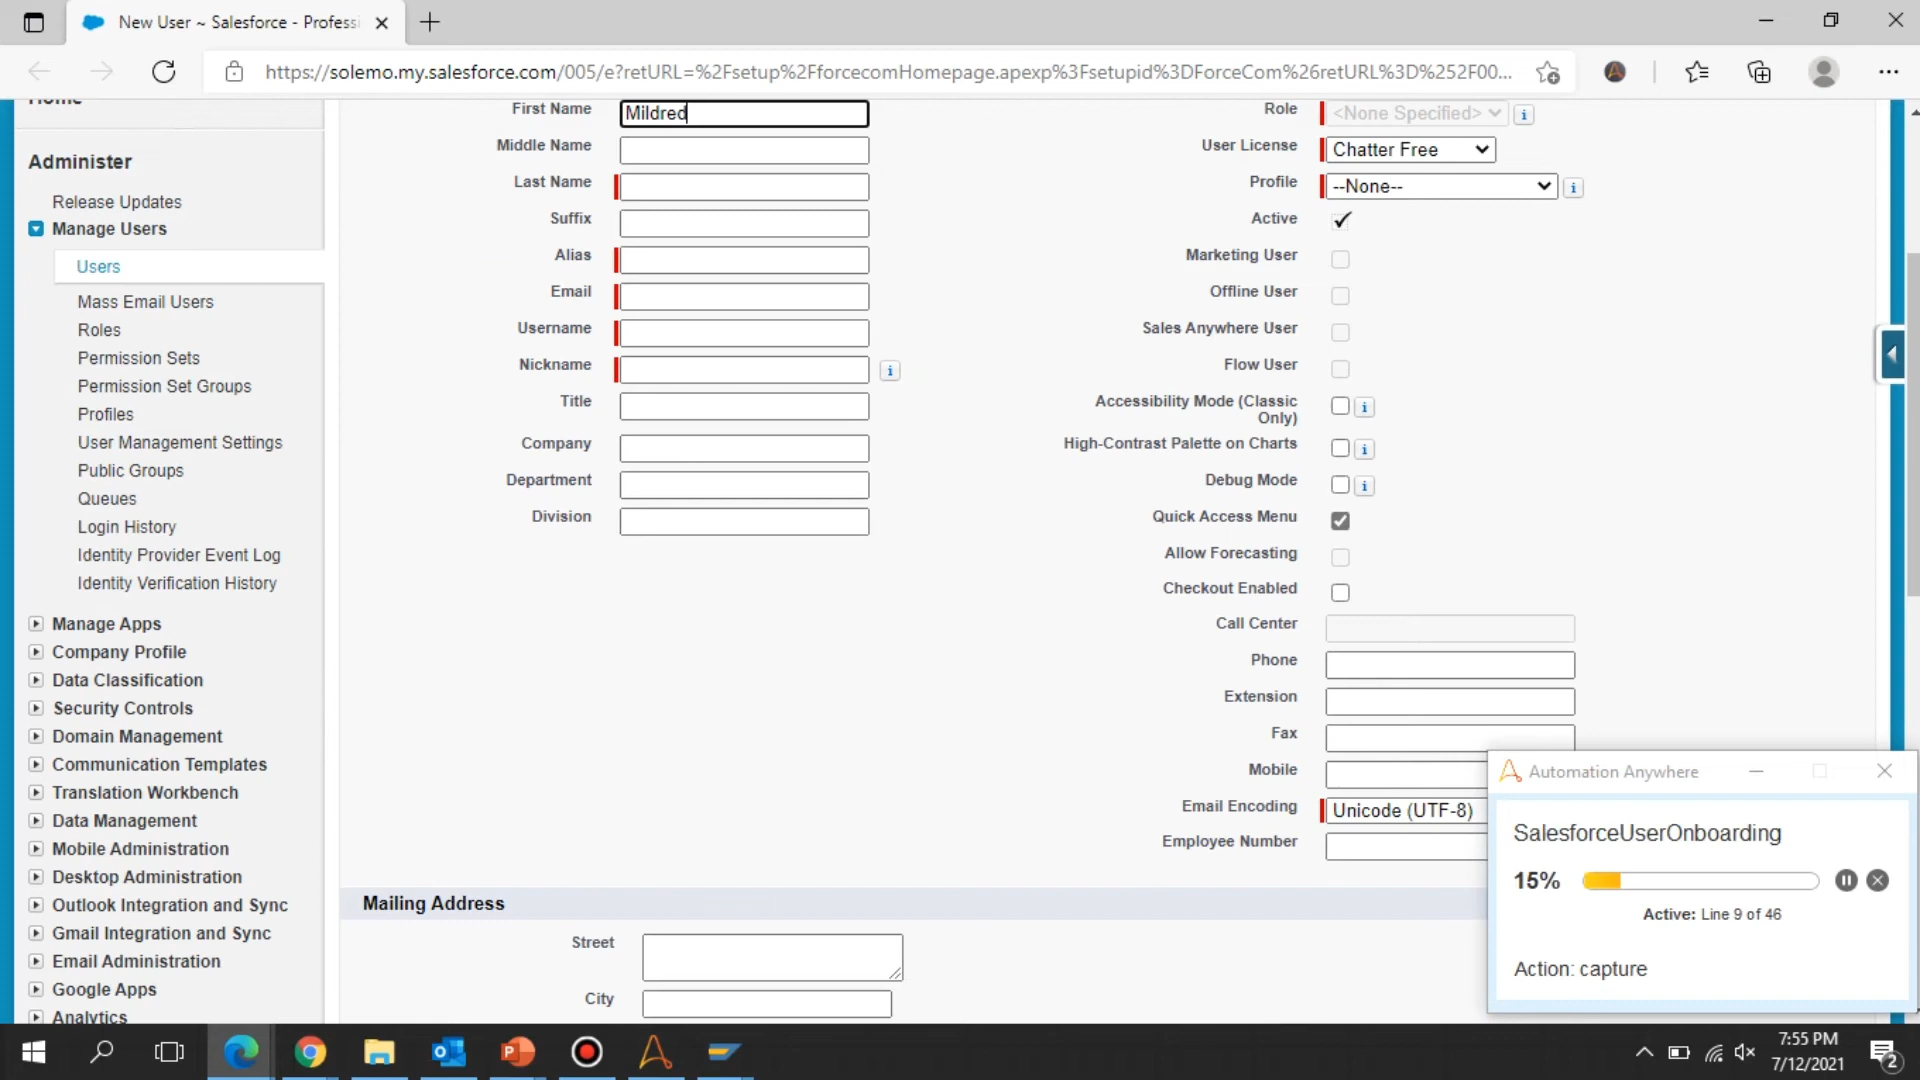 New User ~ Salesforce - Professi
https://solemo.my.salesforce.com/005/e?retURL=%2Fsetup%2FforcecomHomepage.apexp%3Fsetupid%3DForceCom%26retURL%3D%252F00...
Home
Administer
Release Updates
Manage Users
Users
Mass Email Users
Roles
Permission Sets
Permission Set Groups
Profiles
User Management Settings
Public Groups
Queues
Login History
Identity Provider Event Log
Identity Verification History
Manage Apps
Company Profile
Data Classification
Security Controls
Domain Management
Communication Templates
Translation Workbench
Data Management
Mobile Administration
Desktop Administration
Outlook Integration and Sync
Gmail Integration and Sync
Email Administration
Google Apps
Analytics
First Name Mildred
Middle Name
Last Name
Suffix
Alias
Email
Username
Nickname
Title
Company
Department
Division
Role <None Specified>
User License Chatter Free
Profile --None--
Active
Marketing User
Offline User
Sales Anywhere User
Flow User
Accessibility Mode (Classic
Only)
High-Contrast Palette on Charts
Debug Mode
Quick Access Menu
Allow Forecasting
Checkout Enabled
Call Center
Phone
Extension
Fax
Mobile
Email Encoding Unicode (UTF-8)
Employee Number
Mailing Address
Street
City
Automation Anywhere
SalesforceUserOnboarding
15%
Active: Line 9 of 46
Action: capture
7:55 PM
7/12/2021
2